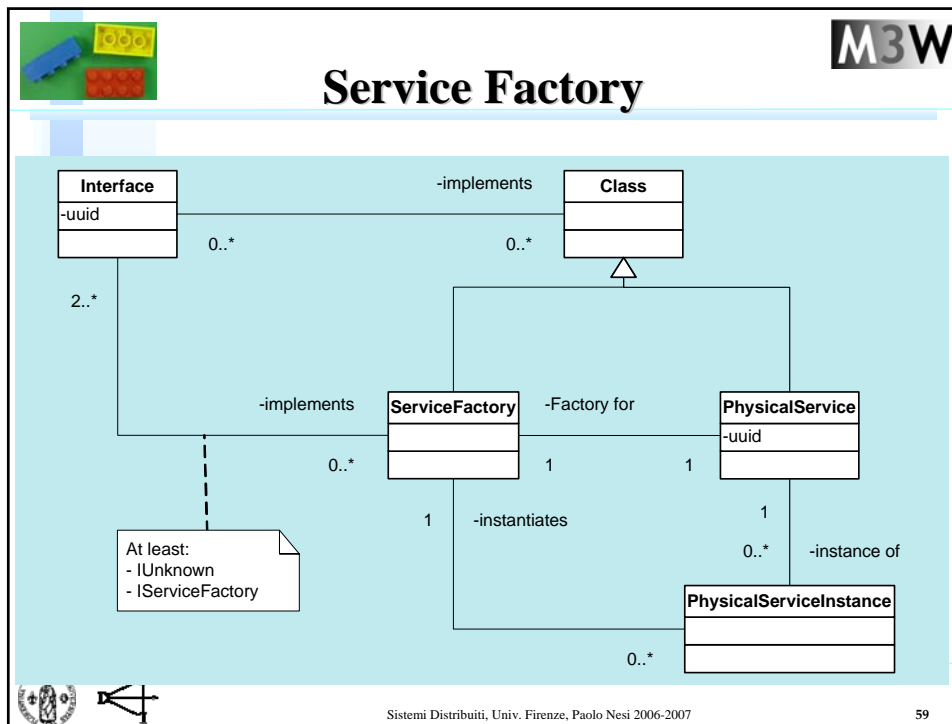 M3W
Service Factory
Interface
-uuid
-implements
0..*
0..*
Class
2..*
-implements
0..*
ServiceFactory
-Factory for
1
1
PhysicalService
-uuid
At least:
- IUnknown
- IServiceFactory
1
-instantiates
0..*
1
0..*
-instance of
PhysicalServiceInstance
Sistemi Distribuiti, Univ. Firenze, Paolo Nesi 2006-2007
59